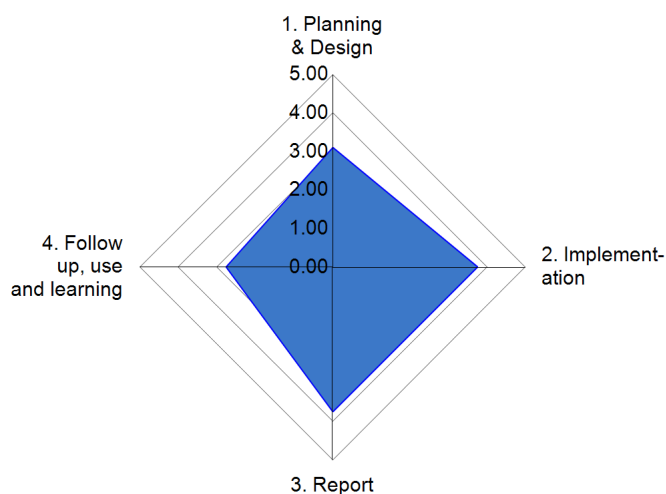 1. Planning
& Design
5.00
4.00
3.00
2.00
1.00
0.00
4. Follow
up, use
and learning
2. Implement-
ation
3. Report